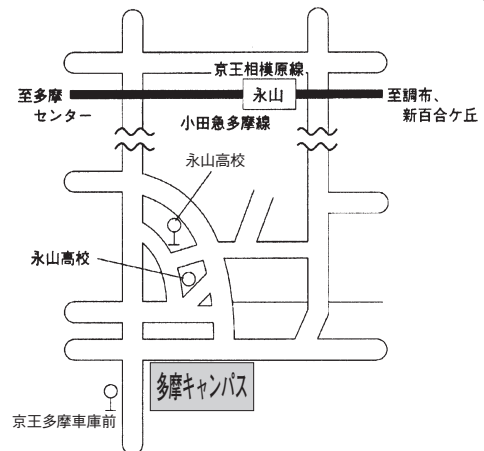 京王相模原線
至多摩
センター
永山
至調布、
新百合ケ丘
小田急多摩線
永山高校
永山高校
多摩キャンパス
京王多摩車庫前